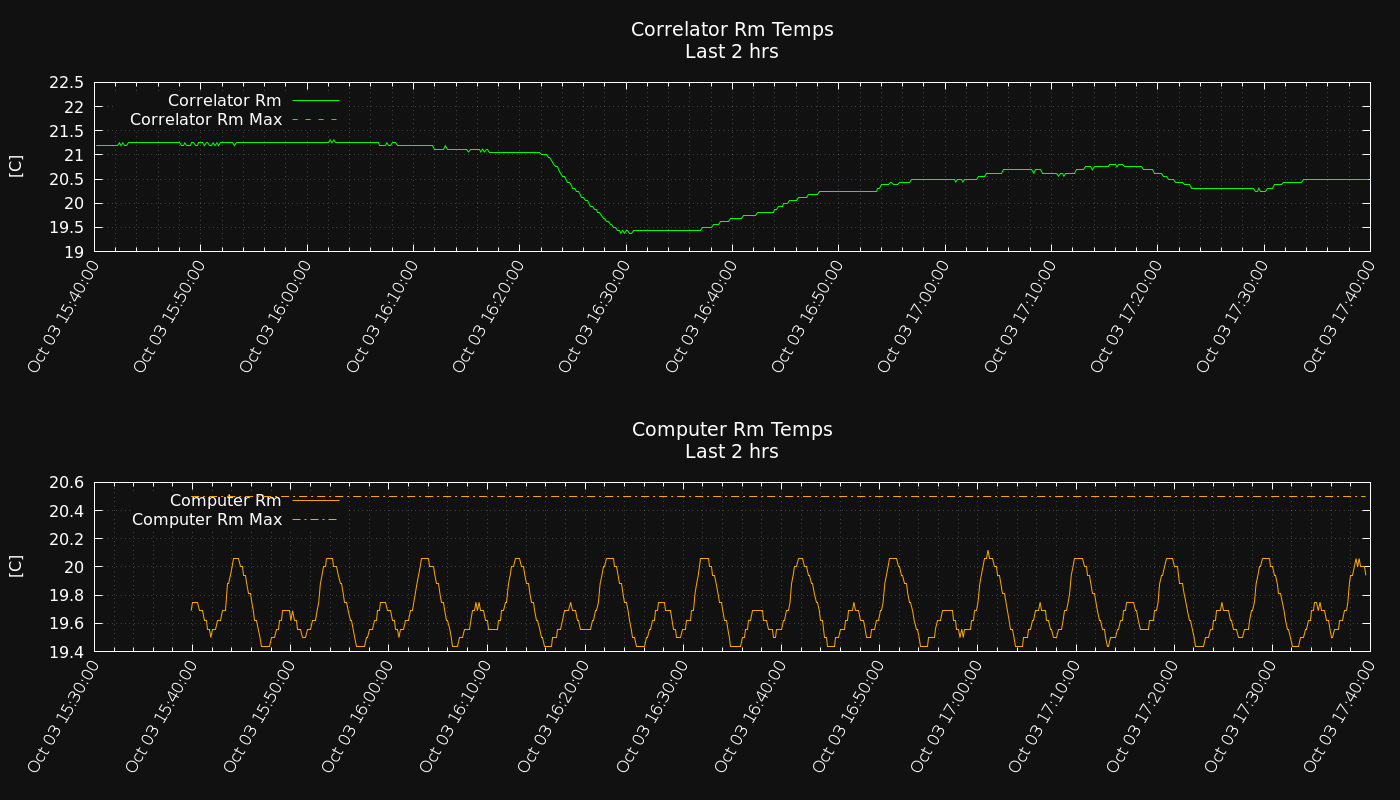 Correlator Rm Temps
Last 2 hrs
[C]
22.5
22
21.5
21
20.5
20
19.5
19
Correlator Rm
Correlator Rm Max
Oct 03 15:40:00
Oct 03 15:50:00
Oct 03 16:00:00
Oct 03 16:10:00
Oct 03 16:20:00
Oct 03 16:30:00
Oct 03 16:40:00
Oct 03 16:50:00
Oct 03 17:00:00
Oct 03 17:10:00
Oct 03 17:20:00
Oct 03 17:30:00
Oct 03 17:40:00
Computer Rm Temps
Last 2 hrs
[C]
20.6
20.4
20.2
20
19.8
19.6
19.4
Computer Rm
Computer Rm Max
Oct 03 15:30:00
Oct 03 15:40:00
Oct 03 15:50:00
Oct 03 16:00:00
Oct 03 16:10:00
Oct 03 16:20:00
Oct 03 16:30:00
Oct 03 16:40:00
Oct 03 16:50:00
Oct 03 17:00:00
Oct 03 17:10:00
Oct 03 17:20:00
Oct 03 17:30:00
Oct 03 17:40:00